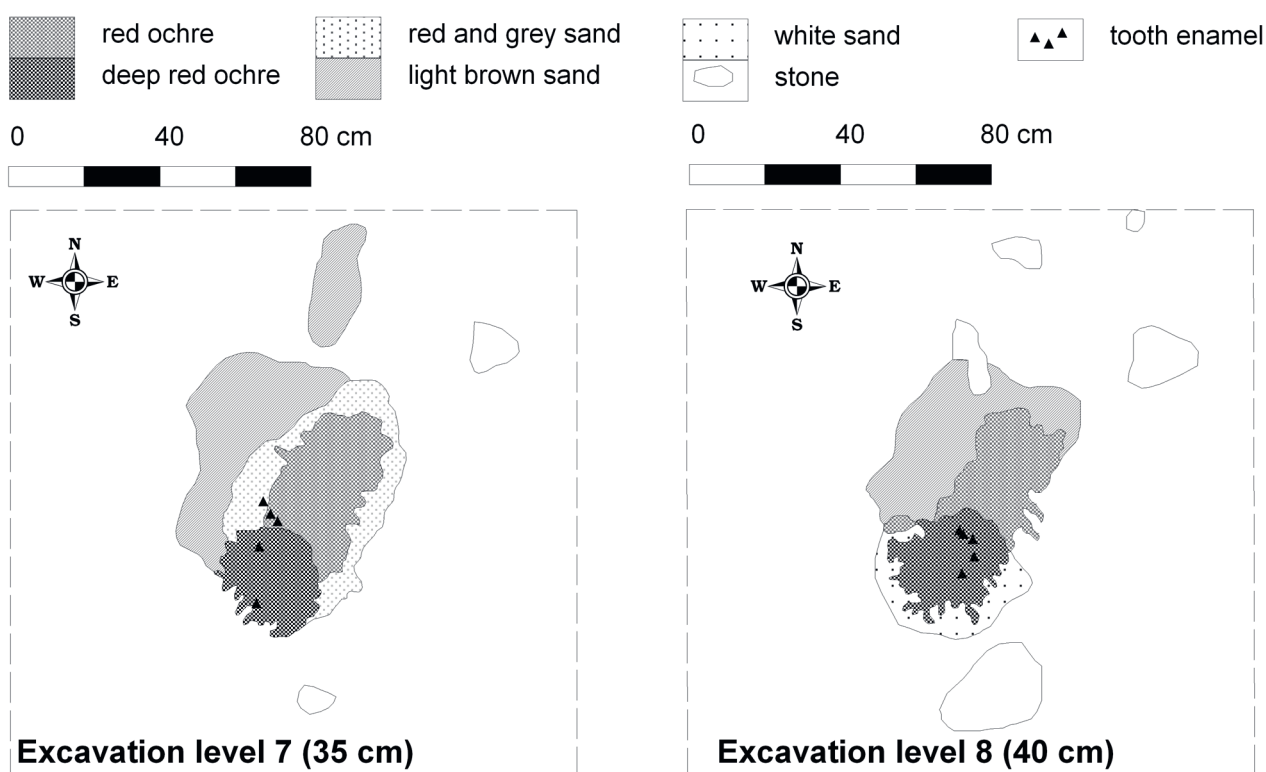 red ochre
deep red ochre
red and grey sand
light brown sand
white sand
stone
tooth enamel
0 40 80 cm
0 40 80 cm
N
W E
S
N
W E
S
Excavation level 7 (35 cm)
Excavation level 8 (40 cm)